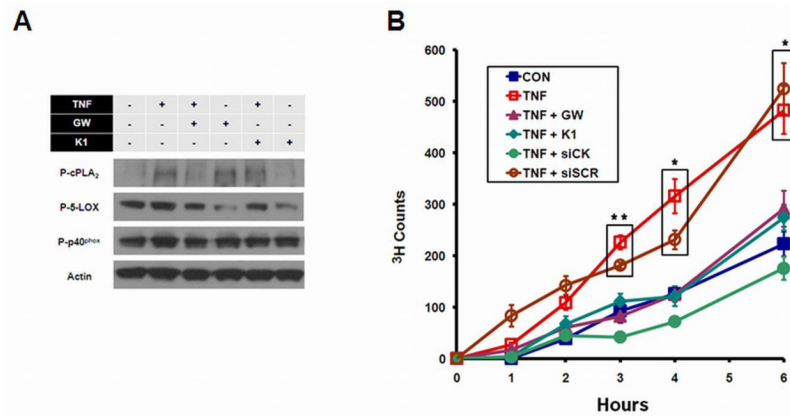 A
TNF - + + - + -
GW + +
K1 + +
P-cPLA₂
P-5-LOX
P-p40phox
Actin
B
600
500
400
300
200
100
0
³H Counts
CON
TNF
TNF + GW
TNF + K1
TNF + siCK
TNF + siSCR
**
*
*
0 1 2 3 4 5 6
Hours